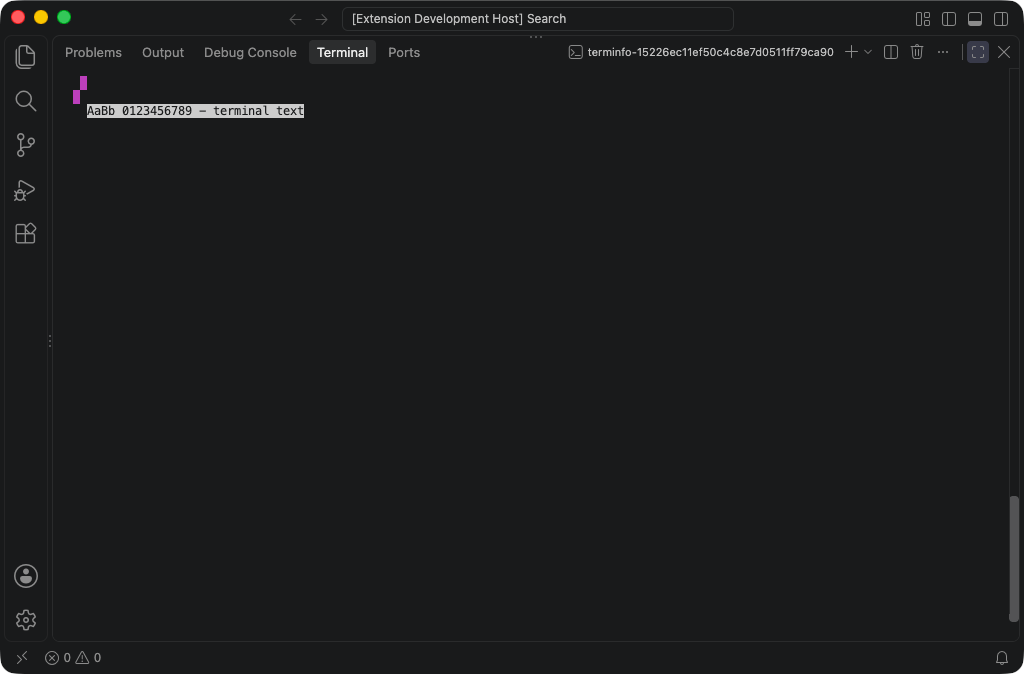 [Extension Development Host] Search
Problems Output Debug Console Terminal Ports terminfo-15226ec11ef50c4c8e7d0511ff79ca90
AaBb 0123456789 — terminal text
0 0